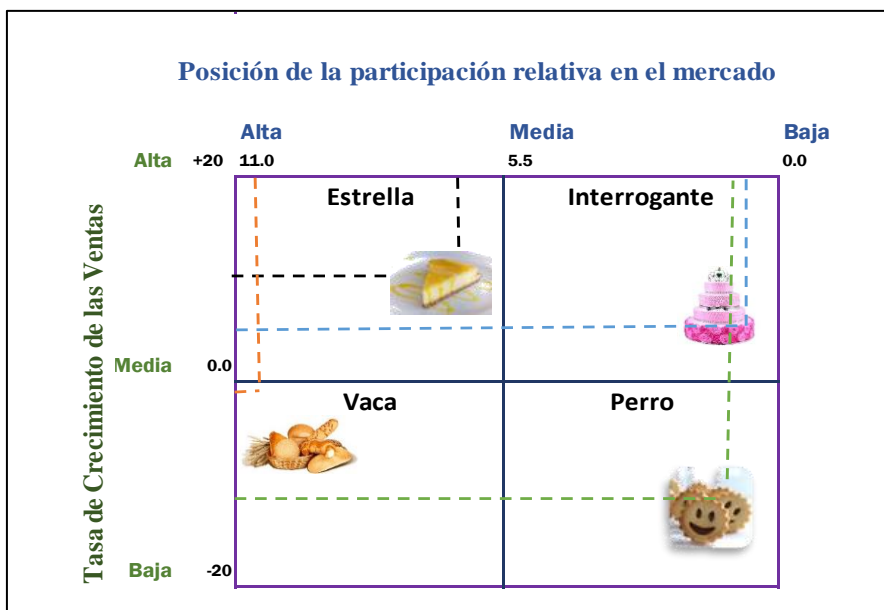 Posición de la participación relativa en el mercado
Alta Media Baja
Alta +20 11.0 5.5 0.0
Estrella Interrogante
Tasa de Crecimiento de las Ventas
Media 0.0
Vaca Perro
Baja -20